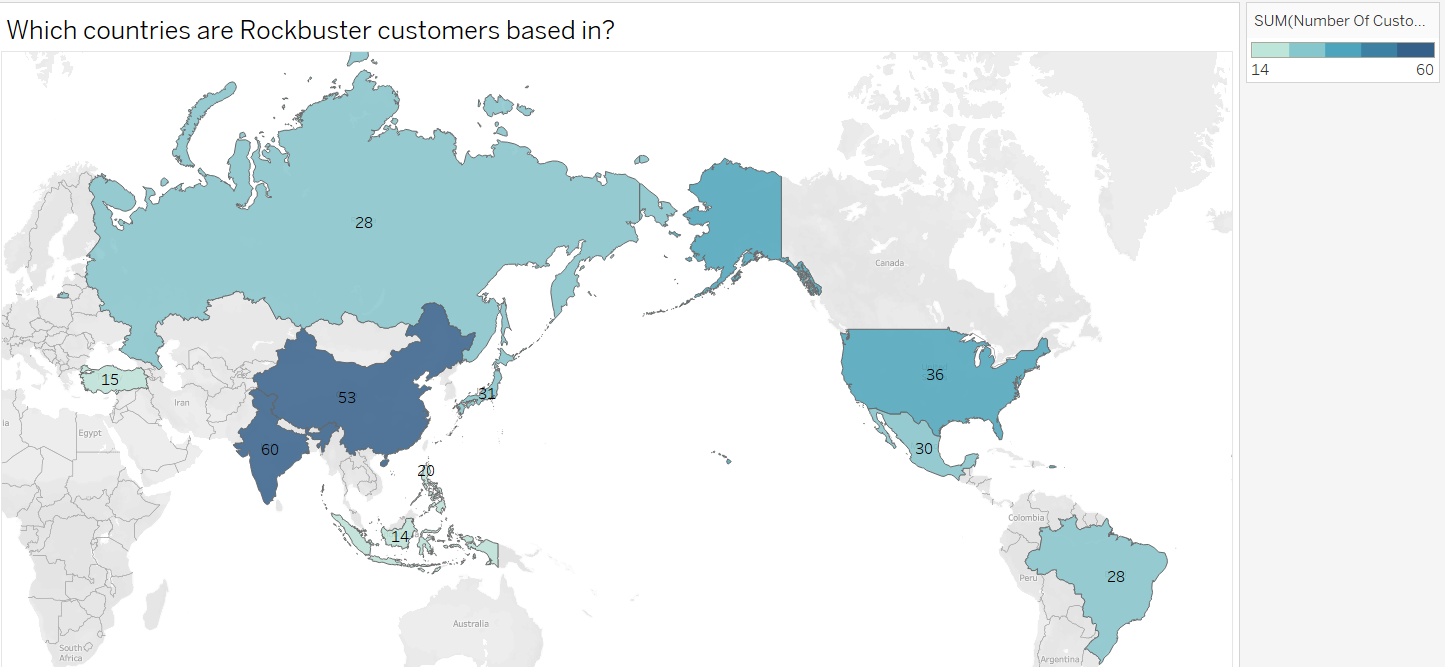 Which countries are Rockbuster customers based in?
SUM(Number Of Custo...
14 60
28
Canada
15
53
31
36
Iran
ia
Egypt
60
30
20
14
Colombia
28
Peru
Australia
South
Africa
Argentina